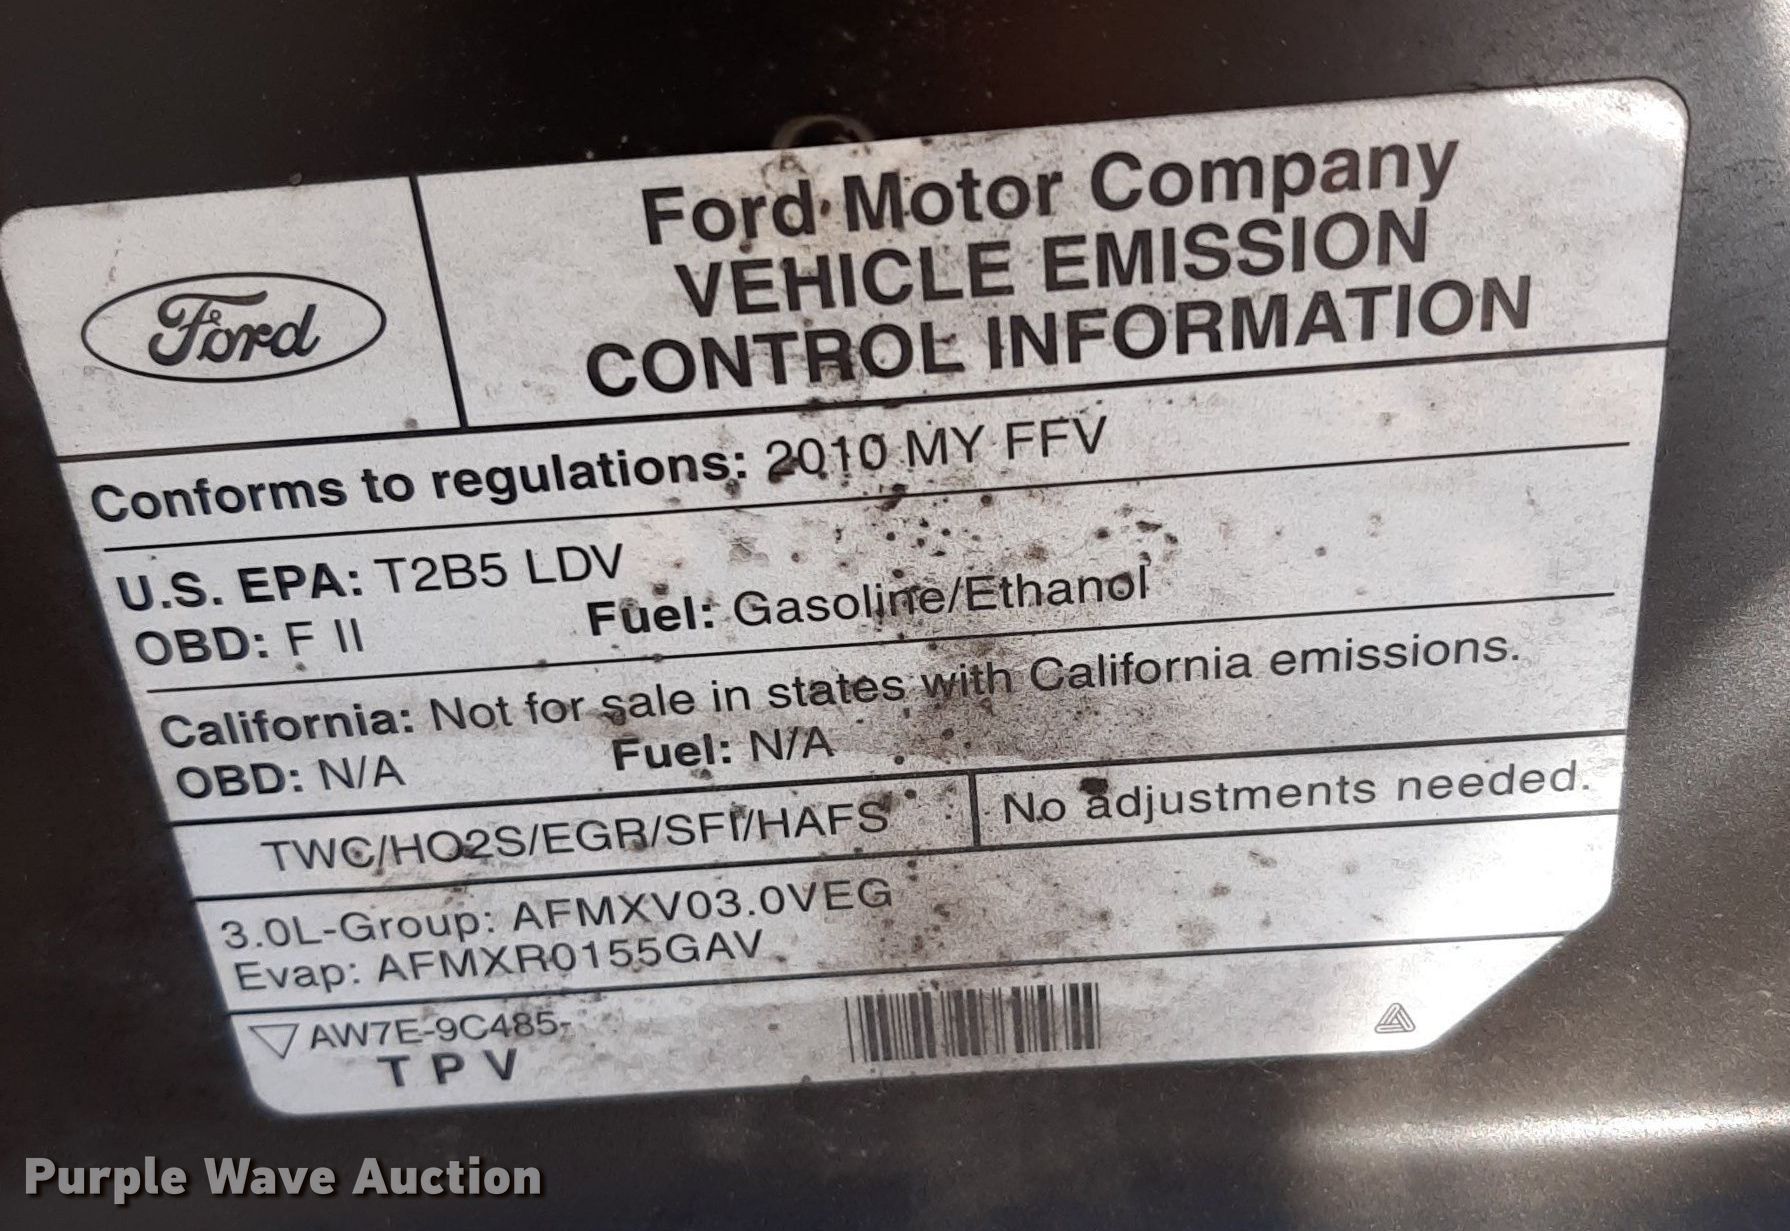 Ford
Ford Motor Company
VEHICLE EMISSION
CONTROL INFORMATION
Conforms to regulations: 2010 MY FFV
U.S. EPA: T2B5 LDV
OBD: F II Fuel: Gasoline/Ethanol
California: Not for sale in states with California emissions.
OBD: N/A Fuel: N/A
TWC/HO2S/EGR/SFI/HAFS
No adjustments needed.
3.0L-Group: AFMXV03.0VEG
Evap: AFMXR0155GAV
AW7E-9C485-
TPV
Purple Wave Auction